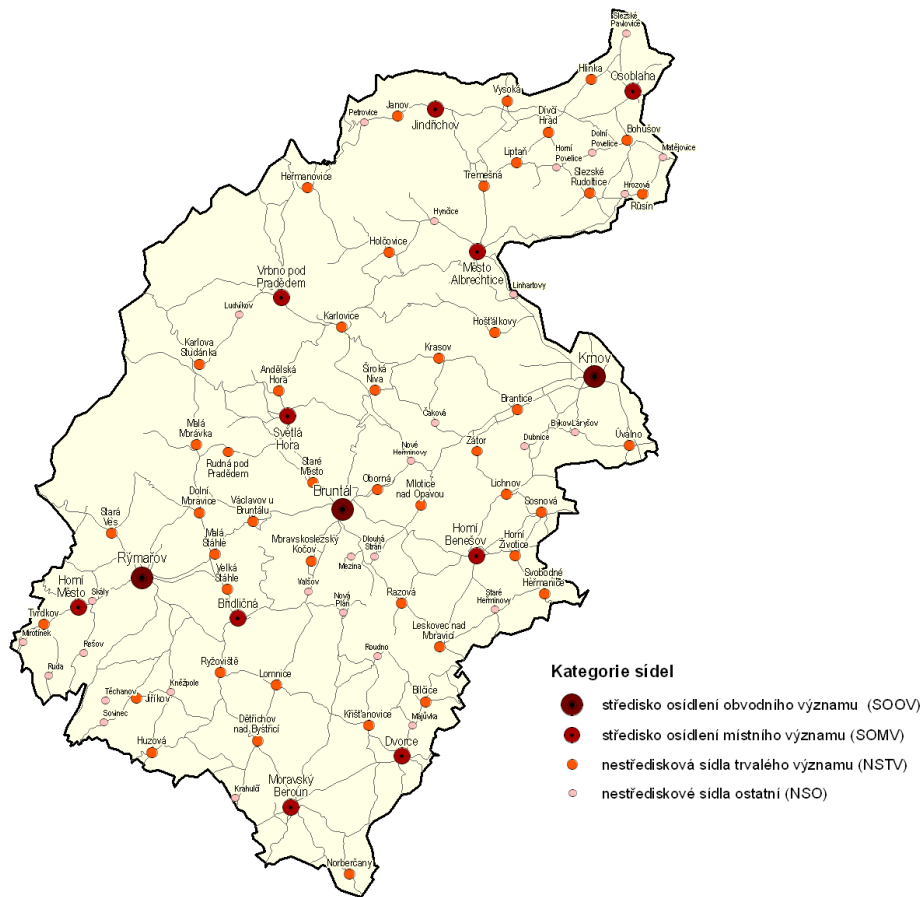 Slezské
Pavlovice
Hlinka
Osoblaha
Vysoká
Janov
Petrovice
Jindřichov
Dívčí
Hrad
Dolní
Povelice
Bohušov
Matějovice
Liptaň
Horní
Povelice
Heřmanovice
Třemešná
Slezské
Rudoltice
Hrozová
Rusín
Hynčice
Holčovice
Město
Albrechtice
Vrbno pod
Pradědem
Linhartovy
Ludvíkov
Karlovice
Hošťálkovy
Karlova
Studánka
Krasov
Krnov
Andělská
Hora
Široká
Niva
Brantice
Světlá
Hora
Čaková
Býkov-Láryšov
Malá
Morávka
Nové
Heřminovy
Zátor
Dubnice
Úvalno
Rudná pod
Pradědem
Staré
Město
Oborná
Milotice
nad Opavou
Lichnov
Bruntál
Dolní
Moravice
Václavov u
Bruntálu
Sosnová
Stará
Ves
Malá
Štáhle
Moravskoslezský
Kočov
Dlouhá
Stráň
Horní
Benešov
Horní
Životice
Mezina
Rýmařov
Velká
Štáhle
Valšov
Svobodné
Heřmanice
Horní
Město
Skály
Břidličná
Nová
Pláň
Razová
Staré
Heřminovy
Tvrdkov
Mirotínek
Rešov
Leskovec nad
Moravicí
Roudno
Ruda
Ryžoviště
Lomnice
Kněžpole
Těchanov
Jiříkov
Bílčice
Sovinec
Dětřichov
nad Bystřicí
Křišťanovice
Májůvka
Huzová
Dvorce
Moravský
Beroun
Krahulčí
Norberčany
Kategorie sídel
středisko osídlení obvodního významu (SOOV)
středisko osídlení místního významu (SOMV)
nestředisková sídla trvalého významu (NSTV)
nestřediskové sídla ostatní (NSO)